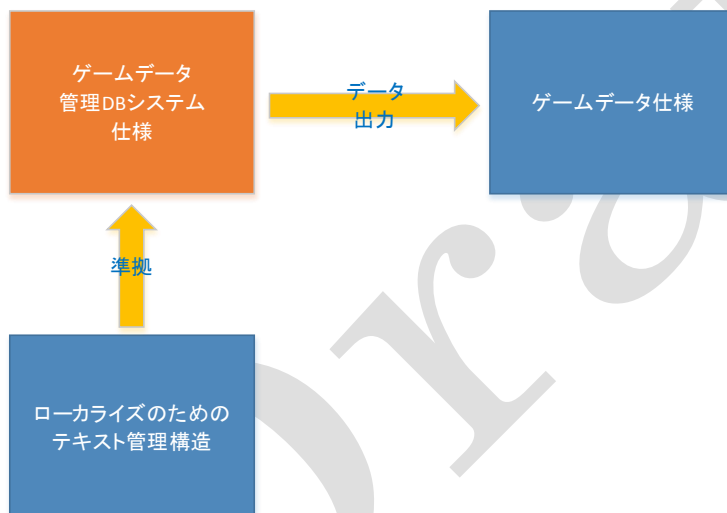 ゲームデータ
管理DBシステム
仕様
データ
出力
ゲームデータ仕様
準拠
ローカライズのための
テキスト管理構造